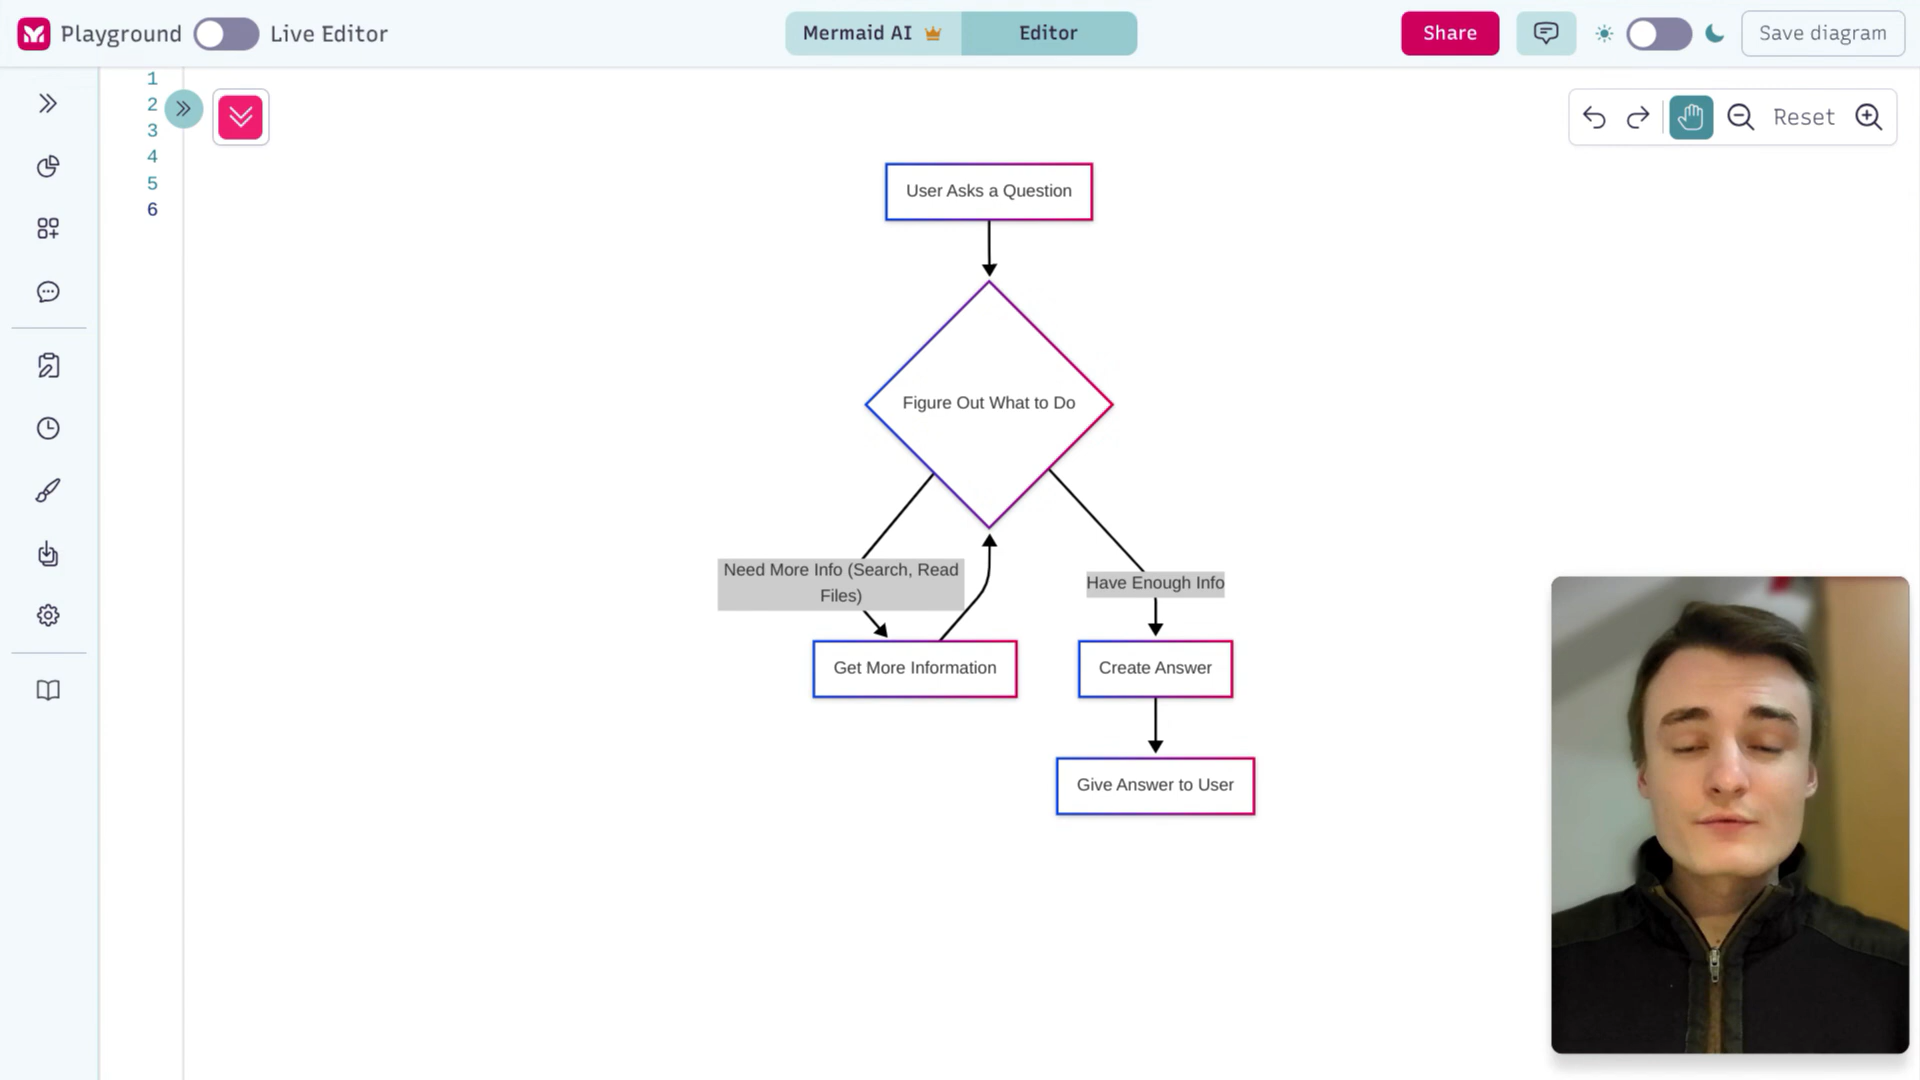 Playground
Live Editor
Mermaid AI
Editor
Share
Save diagram
1
2
3
4
5
6
Reset
User Asks a Question
Figure Out What to Do
Need More Info (Search, Read
Files)
Have Enough Info
Get More Information
Create Answer
Give Answer to User